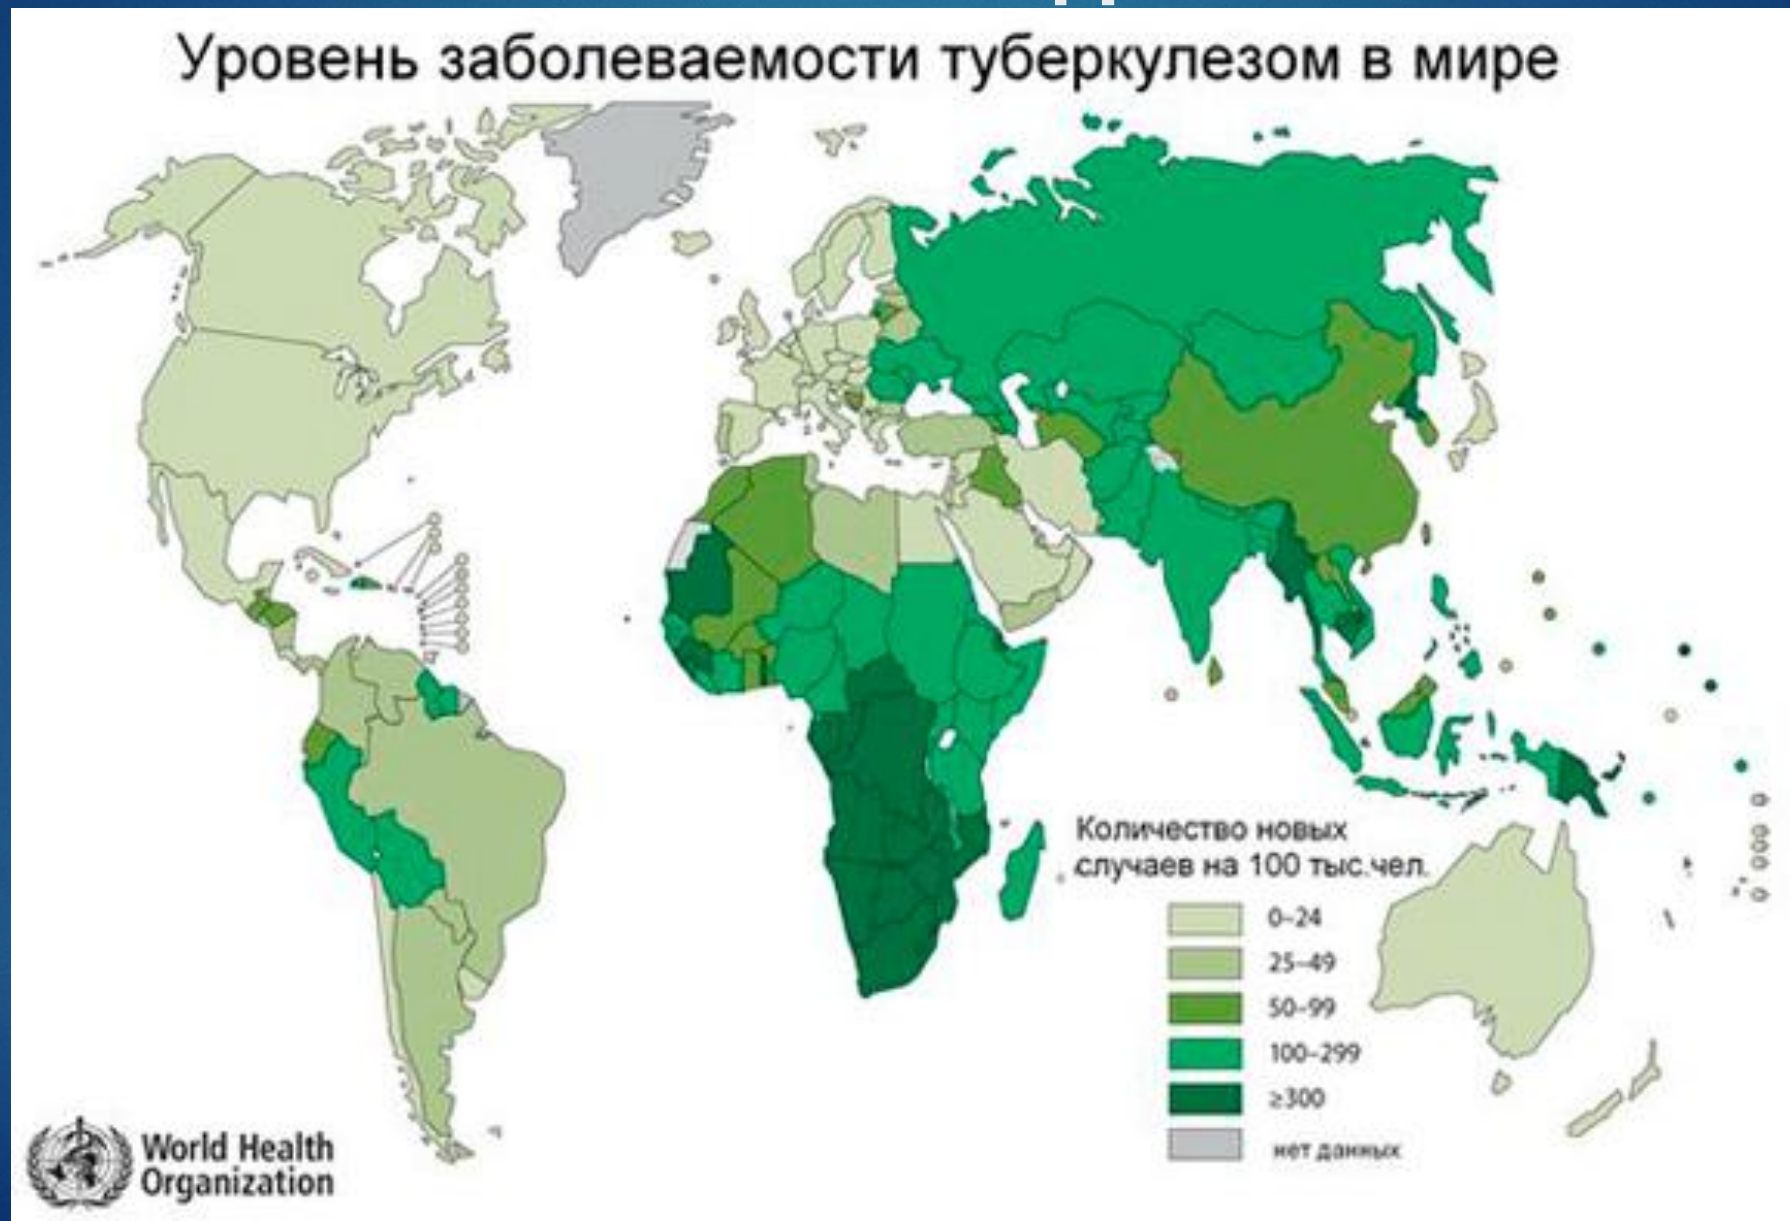 Уровень заболеваемости туберкулезом в мире
Количество новых
случаев на 100 тыс.чел.
0–24
25–49
50–99
100–299
≥300
нет данных
World Health
Organization